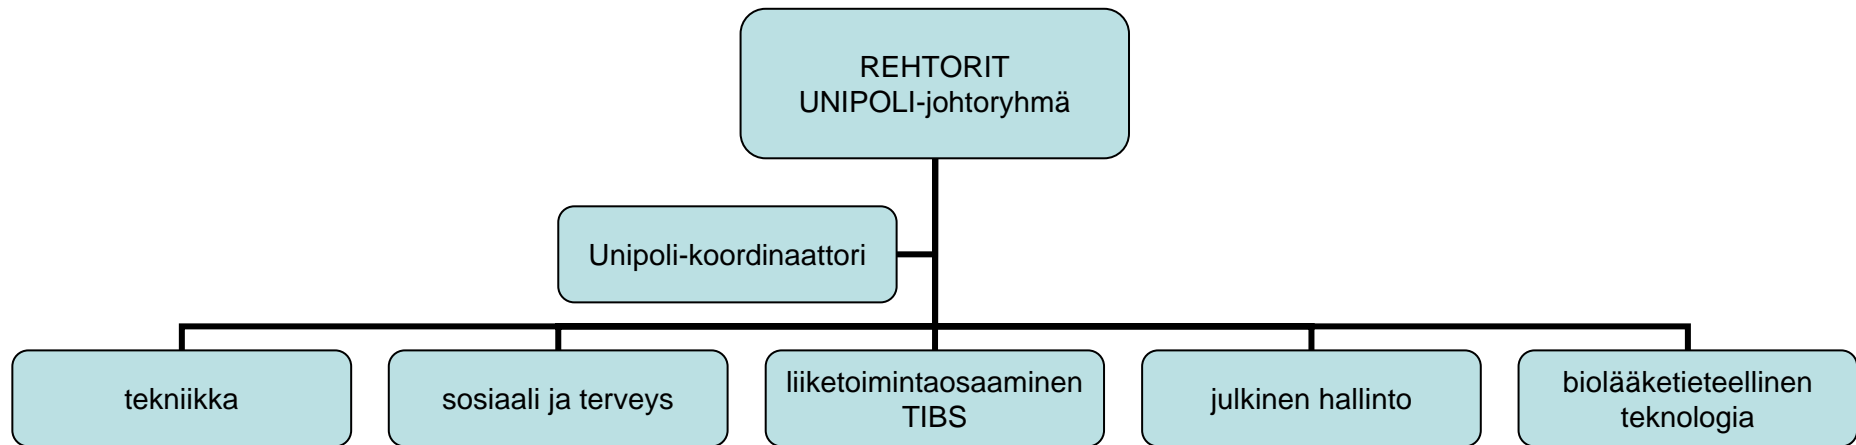 REHTORIT
UNIPOLI-johtoryhmä
Unipoli-koordinaattori
tekniikka
sosiaali ja terveys
liiketoimintaosaaminen
TIBS
julkinen hallinto
biolääketieteellinen
teknologia